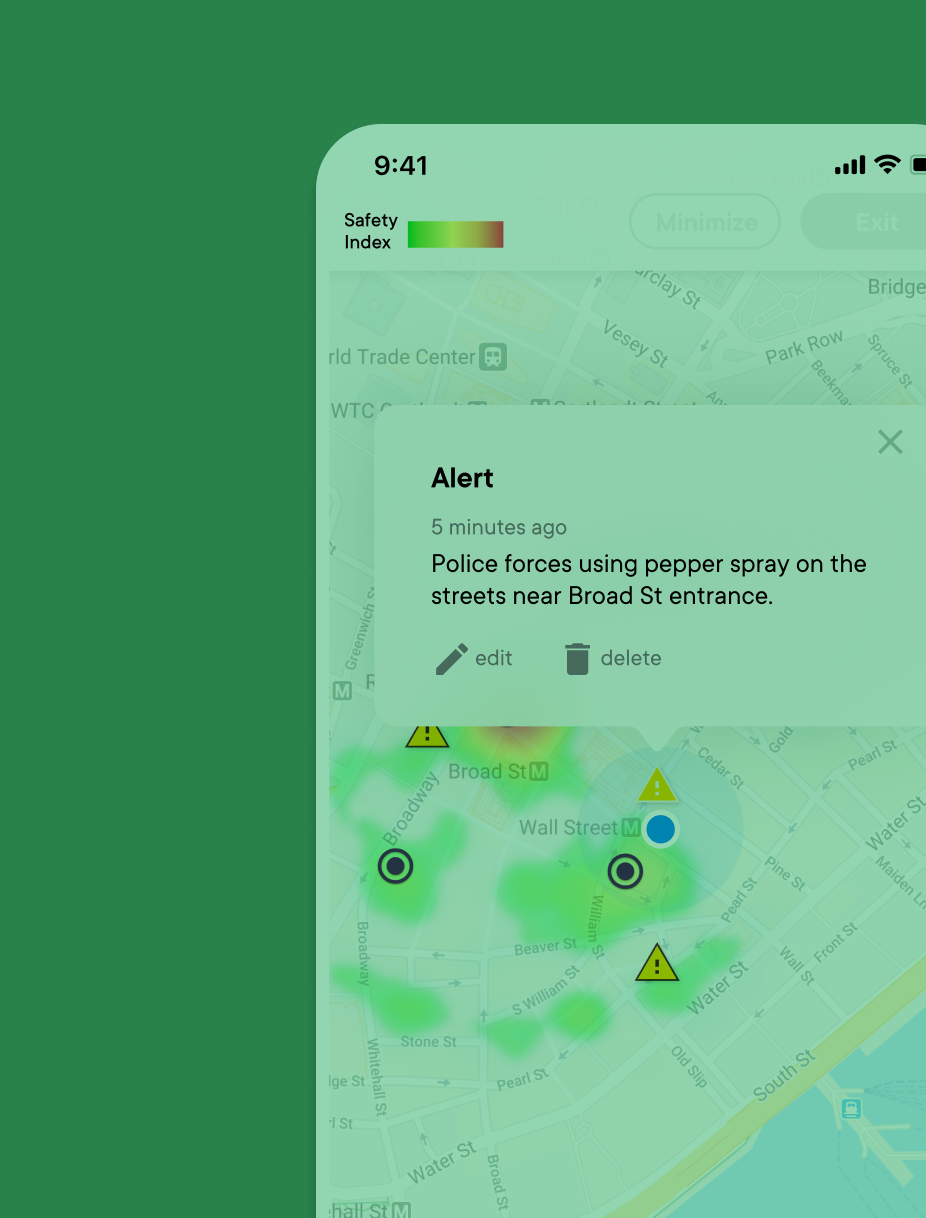 9:41
Safety
Index
Minimize
Exit
Bridge
Vesey St
Park Row
Spruce St
rld Trade Center
WTC
Alert
5 minutes ago
Police forces using pepper spray on the
streets near Broad St entrance.
edit
delete
Greenwich S
M
R
Gold
Pearl St
Cedar St
Broad St M
Broadway
Wall Street M
Water St
Pine St
Maiden Ln
Pearl St
William St
Broadway
Beaver St
Front St
Wall St
S William St
Water St
Stone St
Old Slip
Whitehall St
Pearl St
South St
dge St
l St
Water St
Broad St
hall St M